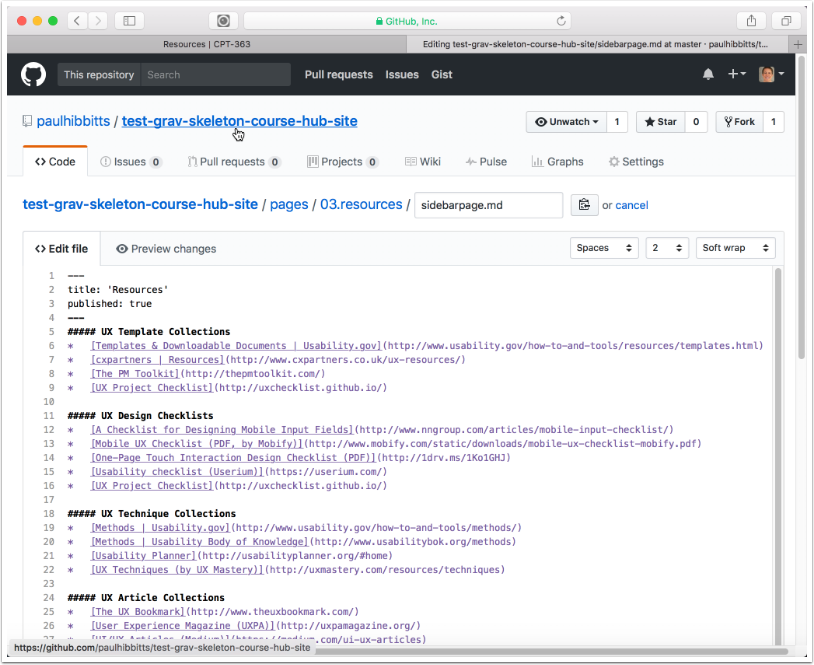 GitHub, Inc.
Resources | CPT-363
Editing test-grav-skeleton-course-hub-site/sidebarpage.md at master · paulhibbitts/t...
This repository Search Pull requests Issues Gist
paulhibbitts / test-grav-skeleton-course-hub-site
Unwatch 1 Star 0 Fork 1
Code Issues 0 Pull requests 0 Projects 0 Wiki Pulse Graphs Settings
test-grav-skeleton-course-hub-site / pages / 03.resources / sidebarpage.md or cancel
Edit file Preview changes Spaces 2 Soft wrap
1 ---
2 title: 'Resources'
3 published: true
4 ---
5 ##### UX Template Collections
6 * [Templates & Downloadable Documents | Usability.gov](http://www.usability.gov/how-to-and-tools/resources/templates.html)
7 * [cxpartners | Resources](http://www.cxpartners.co.uk/ux-resources/)
8 * [The PM Toolkit](http://thepmtoolkit.com/)
9 * [UX Project Checklist](http://uxchecklist.github.io/)
10
11 ##### UX Design Checklists
12 * [A Checklist for Designing Mobile Input Fields](http://www.nngroup.com/articles/mobile-input-checklist/)
13 * [Mobile UX Checklist (PDF, by Mobify)](http://www.mobify.com/static/downloads/mobile-ux-checklist-mobify.pdf)
14 * [One-Page Touch Interaction Design Checklist (PDF)](http://1drv.ms/1Ko1GHJ)
15 * [Usability checklist (Userium)](https://userium.com/)
16 * [UX Project Checklist](http://uxchecklist.github.io/)
17
18 ##### UX Technique Collections
19 * [Methods | Usability.gov](http://www.usability.gov/how-to-and-tools/methods/)
20 * [Methods | Usability Body of Knowledge](http://www.usabilitybok.org/methods)
21 * [Usability Planner](http://usabilityplanner.org/#home)
22 * [UX Techniques (by UX Mastery)](http://uxmastery.com/resources/techniques)
23
24 ##### UX Article Collections
25 * [The UX Bookmark](http://www.theuxbookmark.com/)
26 * [User Experience Magazine (UXPA)](http://uxpamagazine.org/)
27 * [UI/UX Articles (Medium)](https://medium.com/ui-ux-articles)
https://github.com/paulhibbitts/test-grav-skeleton-course-hub-site